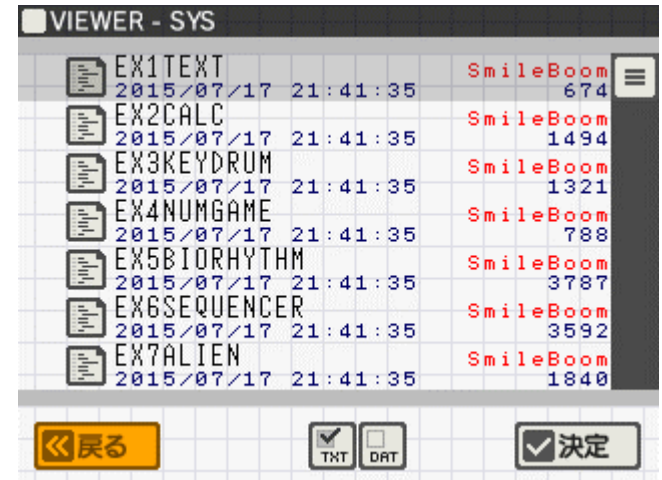 VIEWER - SYS
EX1TEXT SmileBoom
2015/07/17 21:41:35 674
EX2CALC SmileBoom
2015/07/17 21:41:35 1494
EX3KEYDRUM SmileBoom
2015/07/17 21:41:35 1321
EX4NUMGAME SmileBoom
2015/07/17 21:41:35 788
EX5BIORHYTHM SmileBoom
2015/07/17 21:41:35 3787
EX6SEQUENCER SmileBoom
2015/07/17 21:41:35 3592
EX7ALIEN SmileBoom
2015/07/17 21:41:35 1840
戻る TXT DAT 決定